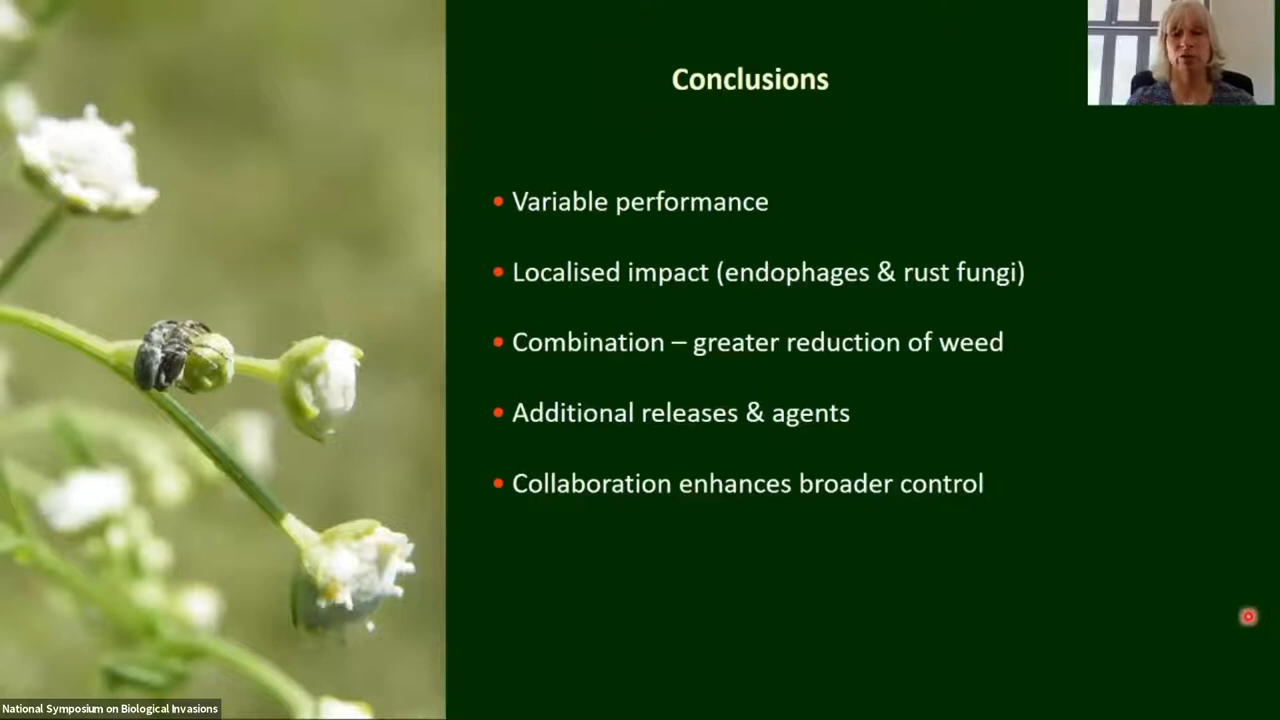 Conclusions
• Variable performance
• Localised impact (endophages & rust fungi)
• Combination – greater reduction of weed
• Additional releases & agents
• Collaboration enhances broader control
National Symposium on Biological Invasions